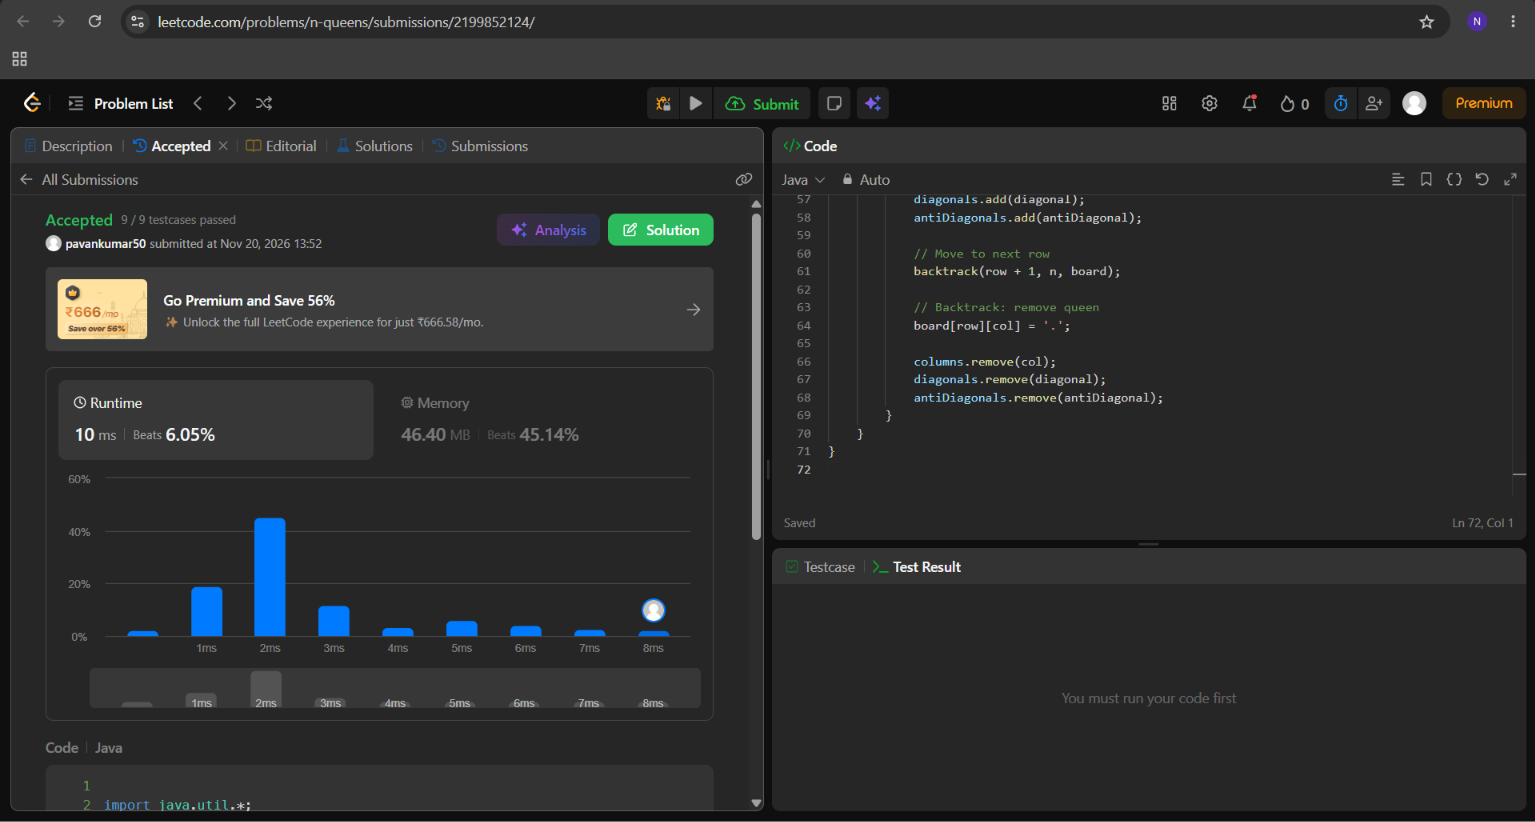 leetcode.com/problems/n-queens/submissions/2199852124/
N
Problem List
Submit
0
Premium
Description
Accepted
Editorial
Solutions
Submissions
All Submissions
Accepted 9 / 9 testcases passed
pavankumar50 submitted at Nov 20, 2026 13:52
Analysis
Solution
₹666/mo
Save over 56%
Go Premium and Save 56%
✨ Unlock the full LeetCode experience for just ₹666.58/mo.
Runtime
10 ms Beats 6.05%
Memory
46.40 MB Beats 45.14%
60%
40%
20%
0%
1ms 2ms 3ms 4ms 5ms 6ms 7ms 8ms
1ms 2ms 3ms 4ms 5ms 6ms 7ms 8ms
Code Java
1
2 import java.util.*;
</> Code
Java Auto
57 diagonals.add(diagonal);
58 antiDiagonals.add(antiDiagonal);
59
60 // Move to next row
61 backtrack(row + 1, n, board);
62
63 // Backtrack: remove queen
64 board[row][col] = '.';
65
66 columns.remove(col);
67 diagonals.remove(diagonal);
68 antiDiagonals.remove(antiDiagonal);
69 }
70 }
71 }
72
Saved
Ln 72, Col 1
Testcase
>_ Test Result
You must run your code first